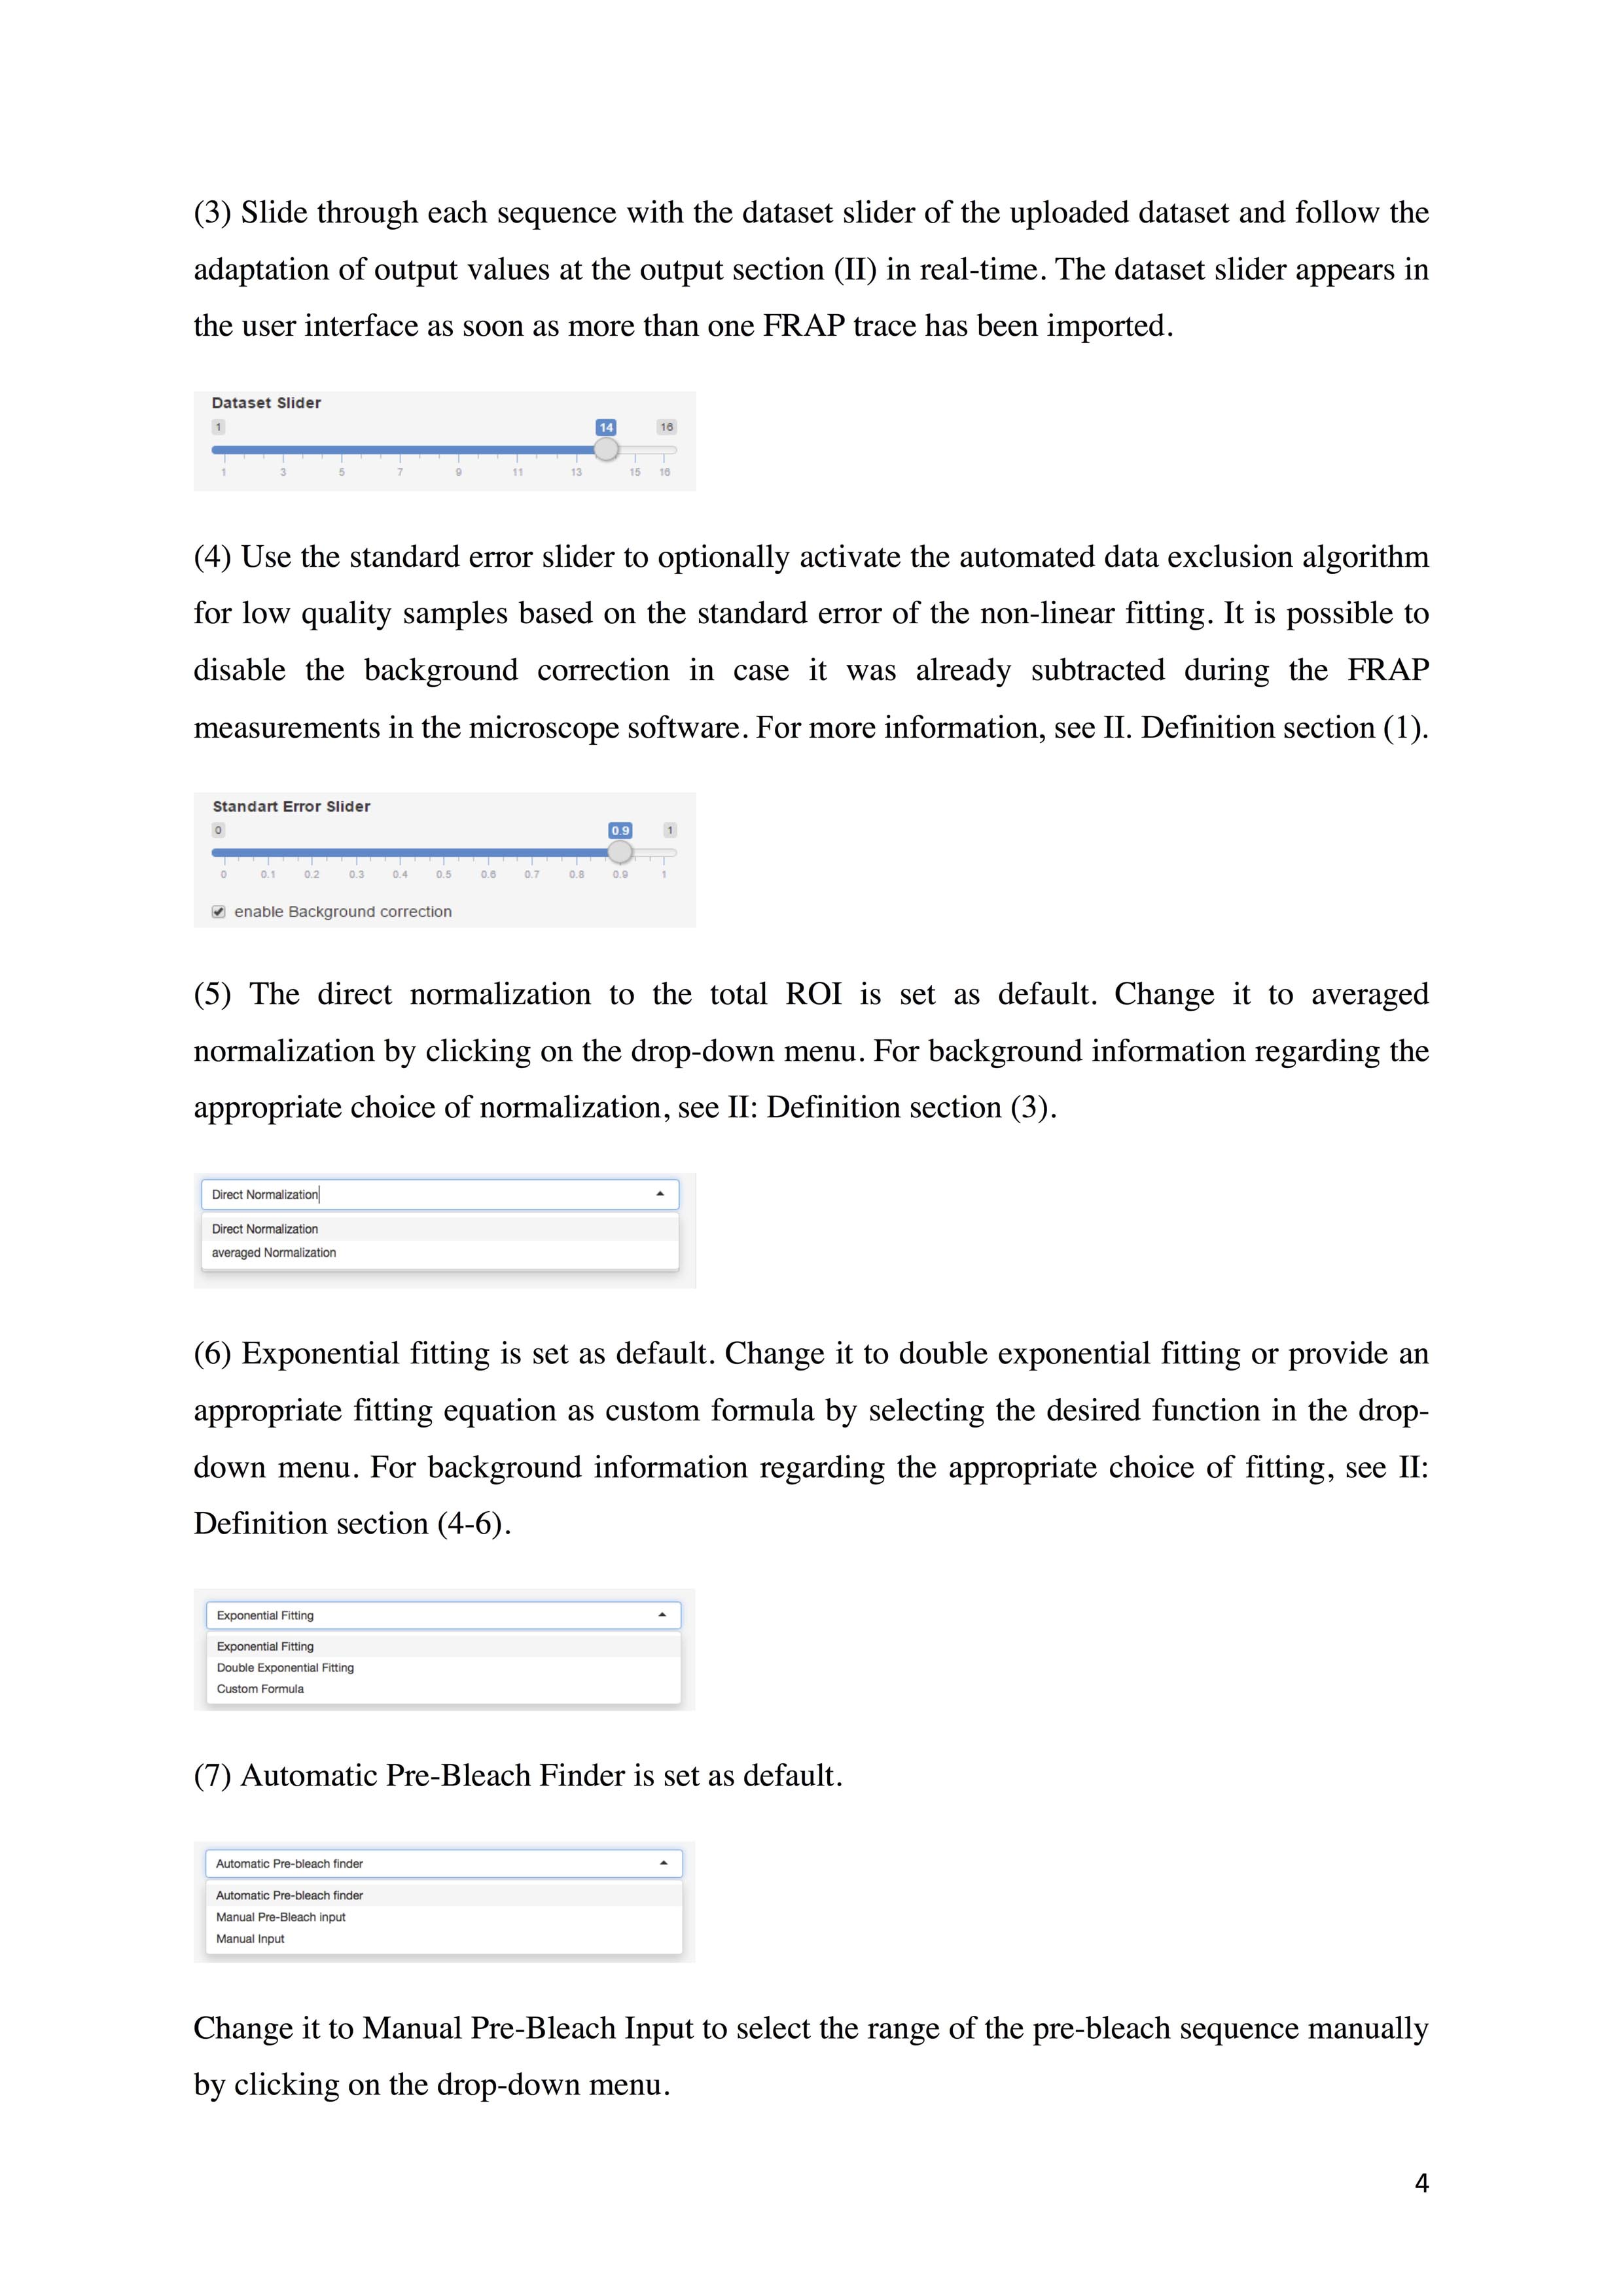 (3) Slide through each sequence with the dataset slider of the uploaded dataset and follow the
adaptation of output values at the output section (II) in real-time. The dataset slider appears in
the user interface as soon as more than one FRAP trace has been imported.
Dataset Slider
1 14 16
1 3 5 7 9 11 13 15 16
(4) Use the standard error slider to optionally activate the automated data exclusion algorithm
for low quality samples based on the standard error of the non-linear fitting. It is possible to
disable the background correction in case it was already subtracted during the FRAP
measurements in the microscope software. For more information, see II. Definition section (1).
Standart Error Slider
0 0.9 1
0 0.1 0.2 0.3 0.4 0.5 0.6 0.7 0.8 0.9 1
enable Background correction
(5) The direct normalization to the total ROI is set as default. Change it to averaged
normalization by clicking on the drop-down menu. For background information regarding the
appropriate choice of normalization, see II: Definition section (3).
Direct Normalization
Direct Normalization
averaged Normalization
(6) Exponential fitting is set as default. Change it to double exponential fitting or provide an
appropriate fitting equation as custom formula by selecting the desired function in the drop-
down menu. For background information regarding the appropriate choice of fitting, see II:
Definition section (4-6).
Exponential Fitting
Exponential Fitting
Double Exponential Fitting
Custom Formula
(7) Automatic Pre-Bleach Finder is set as default.
Automatic Pre-bleach finder
Automatic Pre-bleach finder
Manual Pre-Bleach input
Manual Input
Change it to Manual Pre-Bleach Input to select the range of the pre-bleach sequence manually
by clicking on the drop-down menu.
4